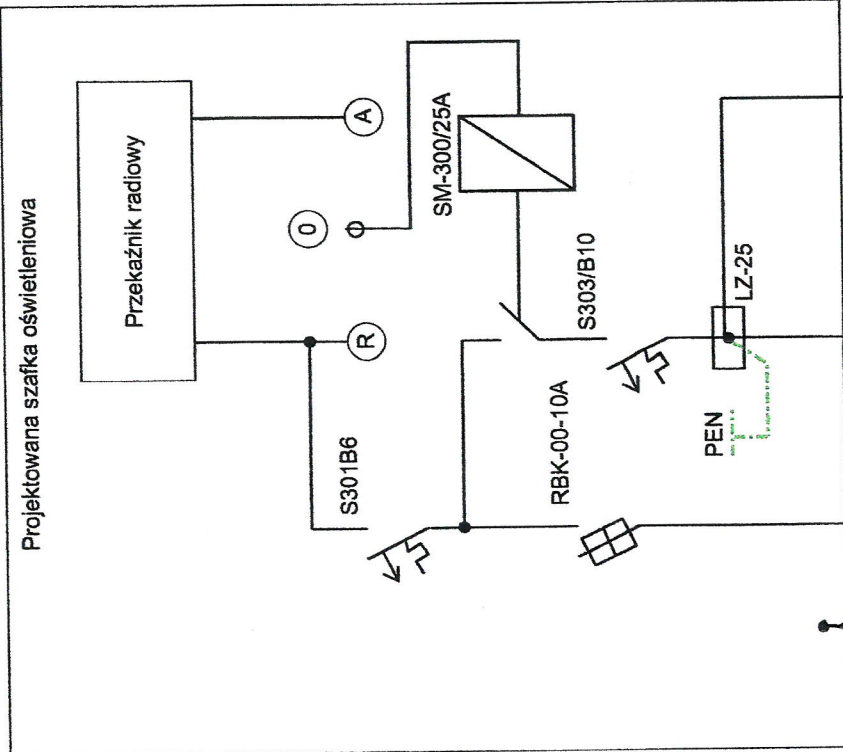 Projektowana szafka oświetleniowa
Przekaźnik radiowy
A
0
R
SM-300/25A
S301B6
S303/B10
RBK-00-10A
LZ-25
PEN